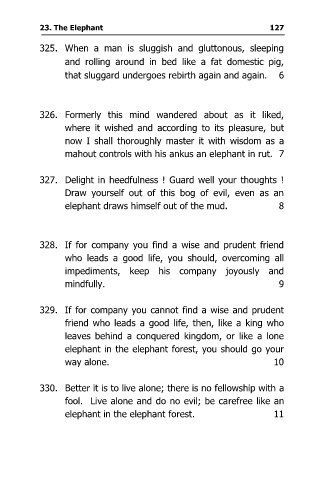 23. The Elephant 127
325. When a man is sluggish and gluttonous, sleeping
and rolling around in bed like a fat domestic pig,
that sluggard undergoes rebirth again and again. 6
326. Formerly this mind wandered about as it liked,
where it wished and according to its pleasure, but
now I shall thoroughly master it with wisdom as a
mahout controls with his ankus an elephant in rut. 7
327. Delight in heedfulness ! Guard well your thoughts !
Draw yourself out of this bog of evil, even as an
elephant draws himself out of the mud. 8
328. If for company you find a wise and prudent friend
who leads a good life, you should, overcoming all
impediments, keep his company joyously and
mindfully. 9
329. If for company you cannot find a wise and prudent
friend who leads a good life, then, like a king who
leaves behind a conquered kingdom, or like a lone
elephant in the elephant forest, you should go your
way alone. 10
330. Better it is to live alone; there is no fellowship with a
fool. Live alone and do no evil; be carefree like an
elephant in the elephant forest. 11